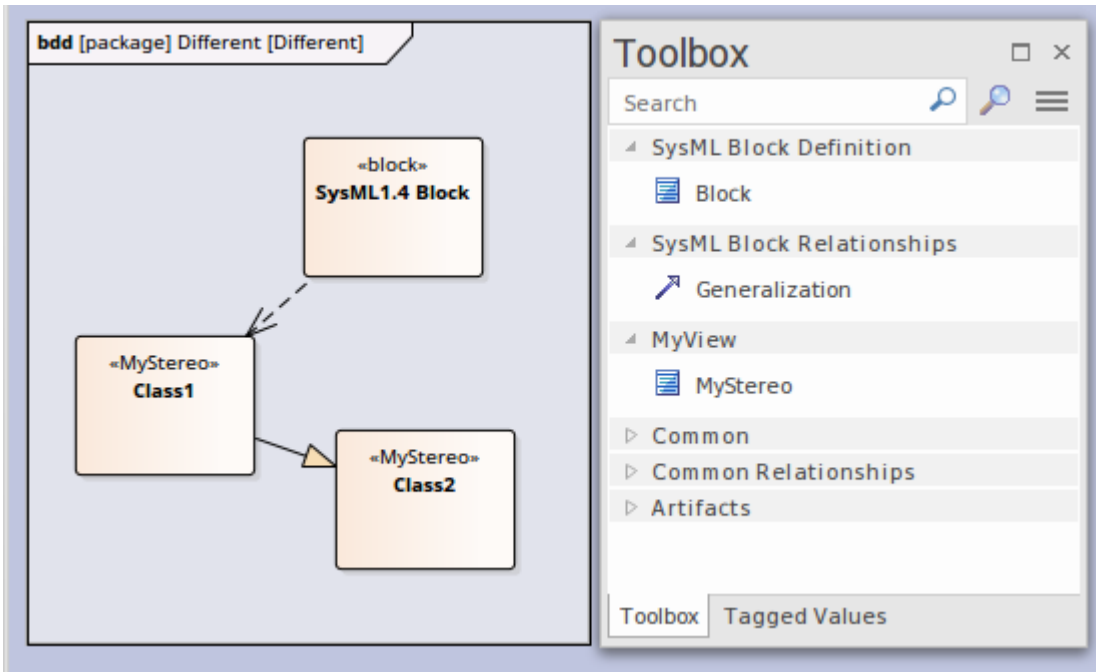 bdd [package] Different [Different]
«block»
SysML1.4 Block
«MyStereo»
Class1
«MyStereo»
Class2
Toolbox
Search
SysML Block Definition
Block
SysML Block Relationships
Generalization
MyView
MyStereo
Common
Common Relationships
Artifacts
Toolbox
Tagged Values